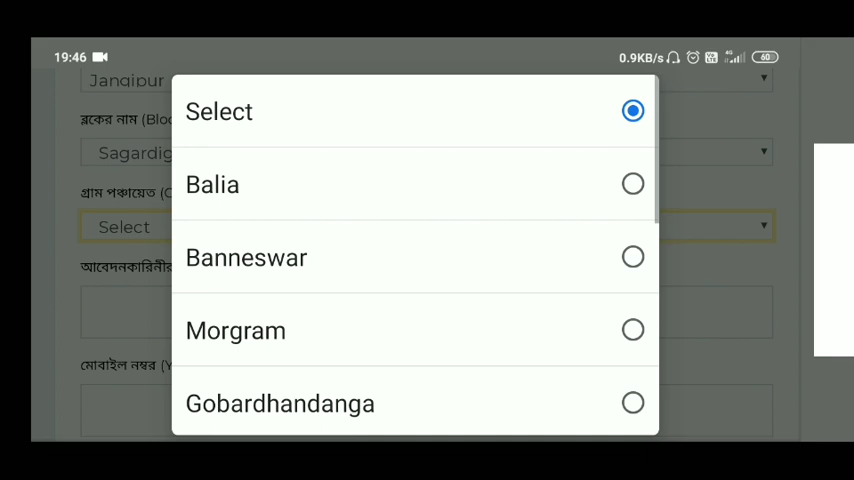 19:46
0.9KB/s 4G 60
Jangipur
ব্লকের নাম (Bloc
Sagardig
গ্রাম পঞ্চায়েত (G
Select
আবেদনকারিনীর
মোবাইল নম্বর (Y
Select
Balia
Banneswar
Morgram
Gobardhandanga